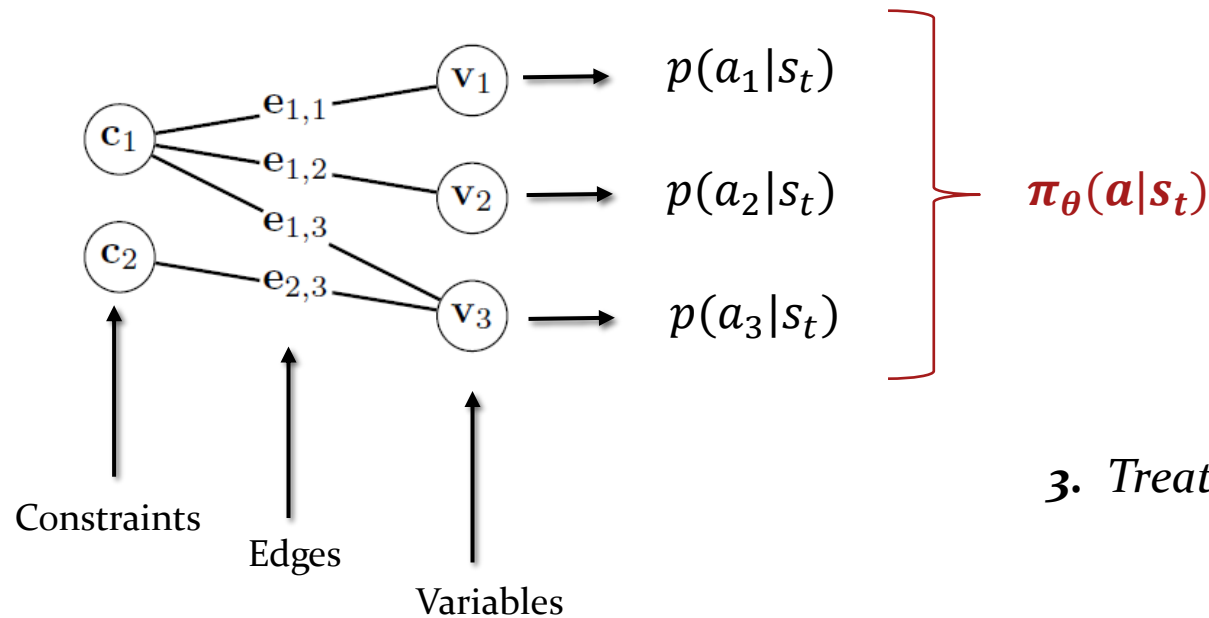 v₁
p(a₁|sₜ)
e₁,₁
c₁
e₁,₂
v₂
p(a₂|sₜ)
π_θ(a|sₜ)
e₁,₃
c₂
e₂,₃
v₃
p(a₃|sₜ)
3. Treat
Constraints
Edges
Variables